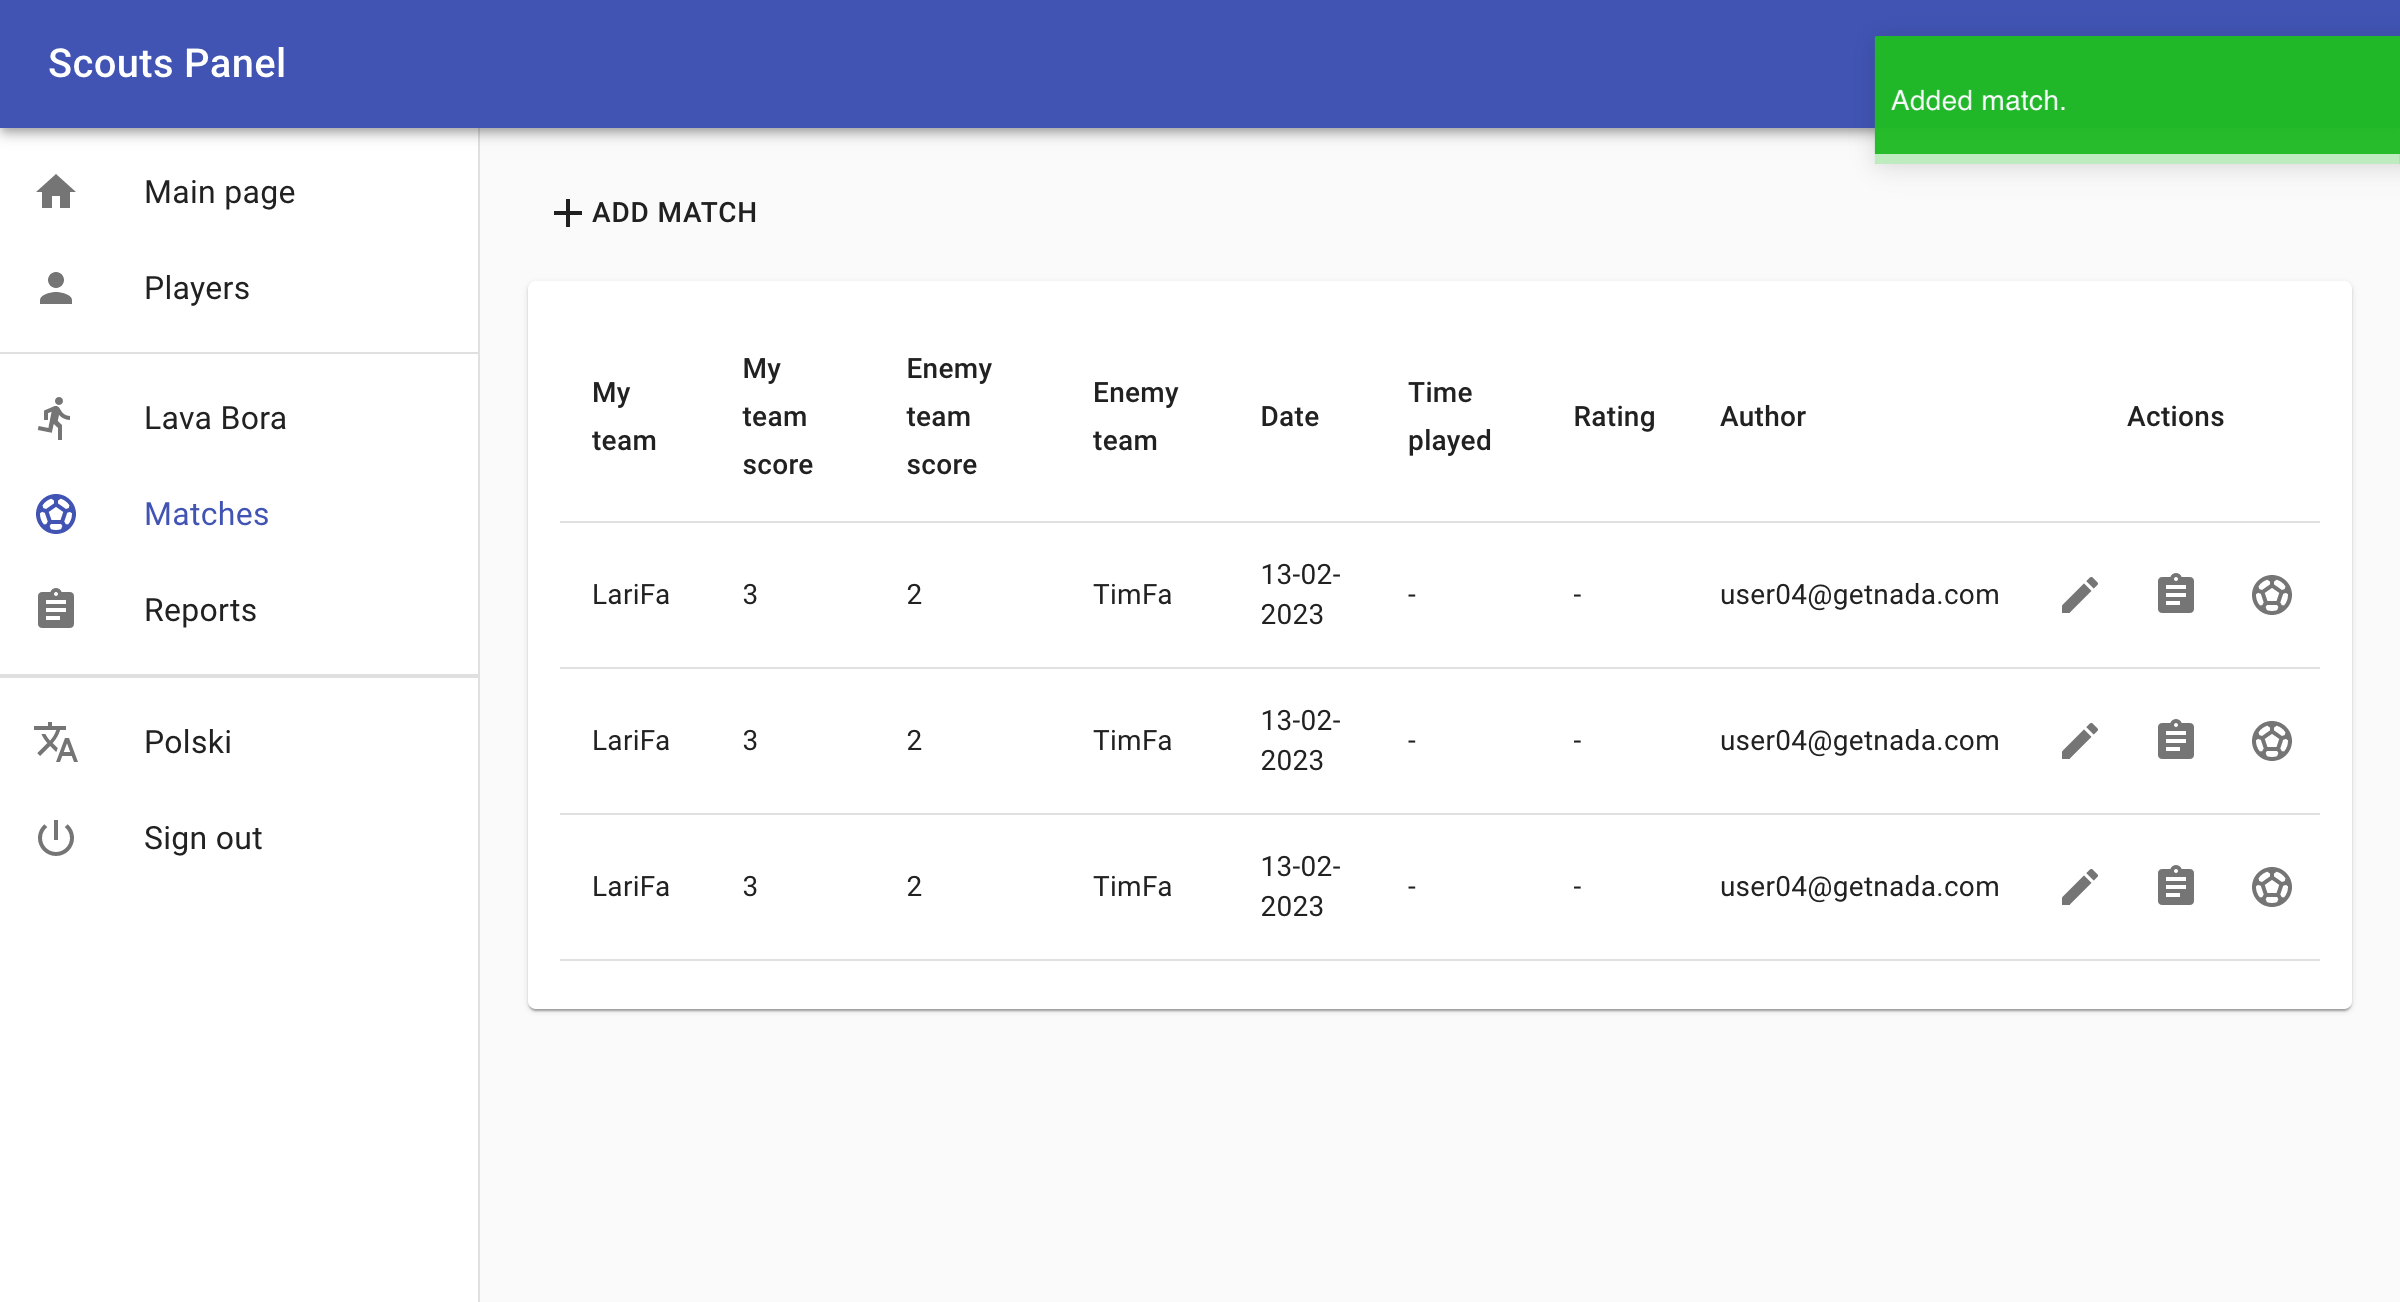 Scouts Panel
Added match.
Main page
Players
Lava Bora
Matches
Reports
Polski
Sign out
ADD MATCH
My team
My team score
Enemy team score
Enemy team
Date
Time played
Rating
Author
Actions
LariFa 3 2 TimFa 13-02-2023 - - user04@getnada.com
LariFa 3 2 TimFa 13-02-2023 - - user04@getnada.com
LariFa 3 2 TimFa 13-02-2023 - - user04@getnada.com